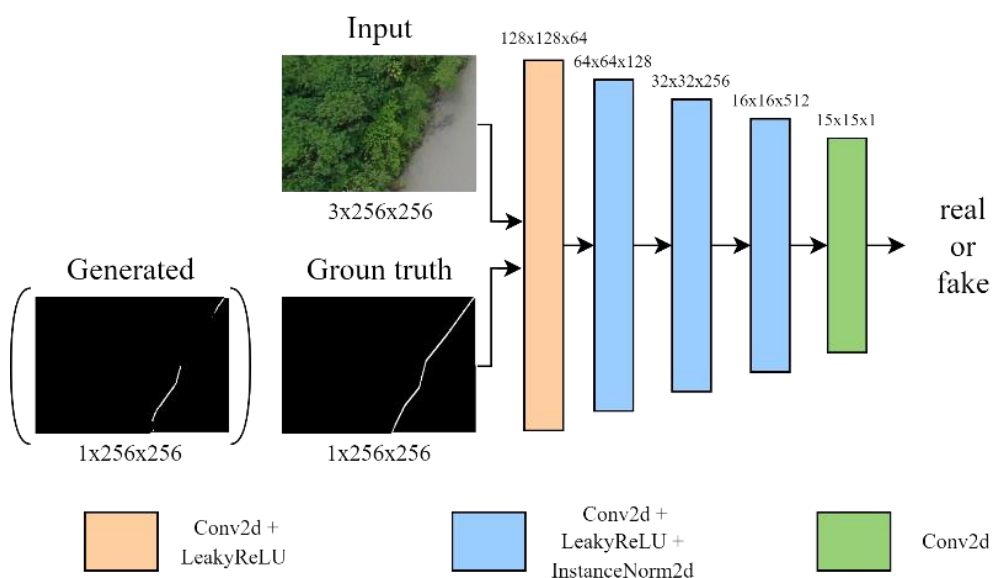 Input
3x256x256
Generated
1x256x256
Groun truth
1x256x256
128x128x64
64x64x128
32x32x256
16x16x512
15x15x1
real
or
fake
Conv2d +
LeakyReLU
Conv2d +
LeakyReLU +
InstanceNorm2d
Conv2d